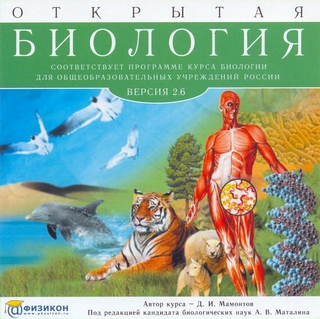 ОТКРЫТАЯ
БИОЛОГИЯ
СООТВЕТСТВУЕТ ПРОГРАММЕ КУРСА БИОЛОГИИ
ДЛЯ ОБЩЕОБРАЗОВАТЕЛЬНЫХ УЧРЕЖДЕНИЙ РОССИИ
ВЕРСИЯ 2.6
ФИЗИКОН
Автор курса – Д. И. Мамонтов
Под редакцией кандидата биологических наук А. В. Маталина